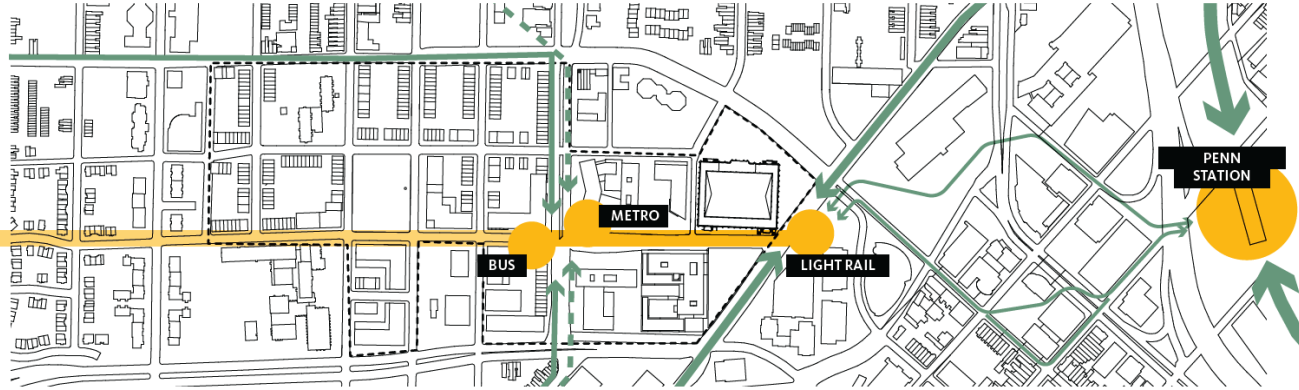 PENN
STATION
METRO
BUS
LIGHT RAIL